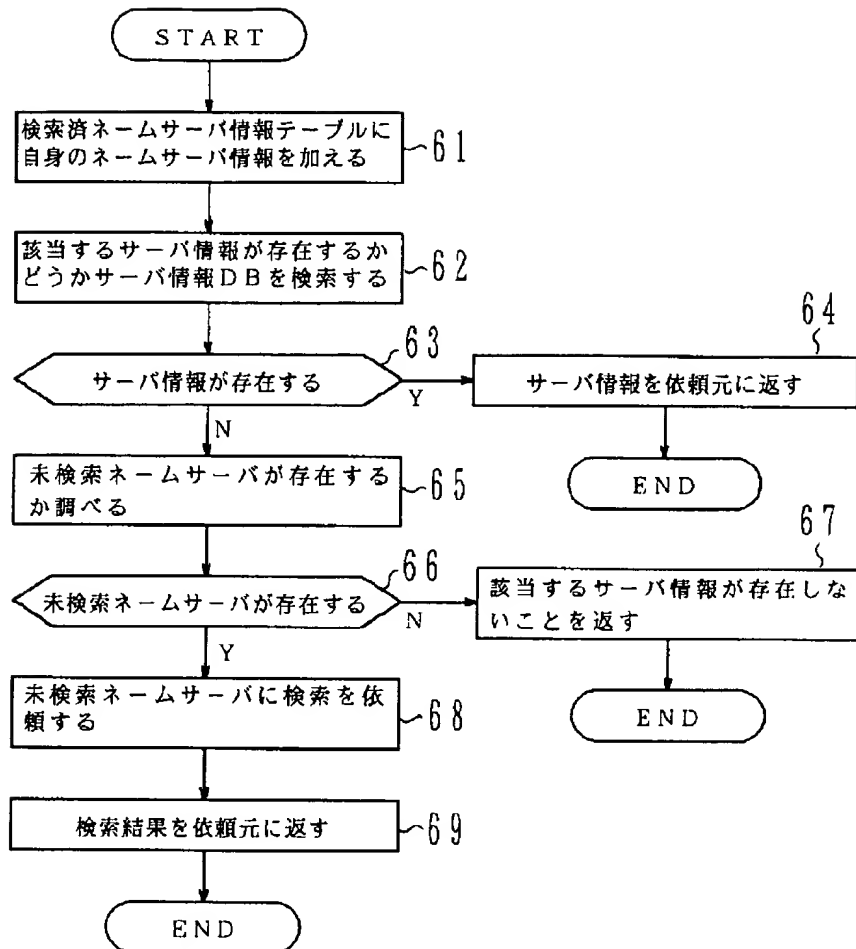 START
検索済ネームサーバ情報テーブルに
自身のネームサーバ情報を加える
61
該当するサーバ情報が存在するか
どうかサーバ情報DBを検索する
62
63
サーバ情報が存在する
Y
N
64
サーバ情報を依頼元に返す
END
未検索ネームサーバが存在する
か調べる
65
66
未検索ネームサーバが存在する
N
Y
67
該当するサーバ情報が存在しな
いことを返す
END
未検索ネームサーバに検索を依
頼する
68
検索結果を依頼元に返す
69
END